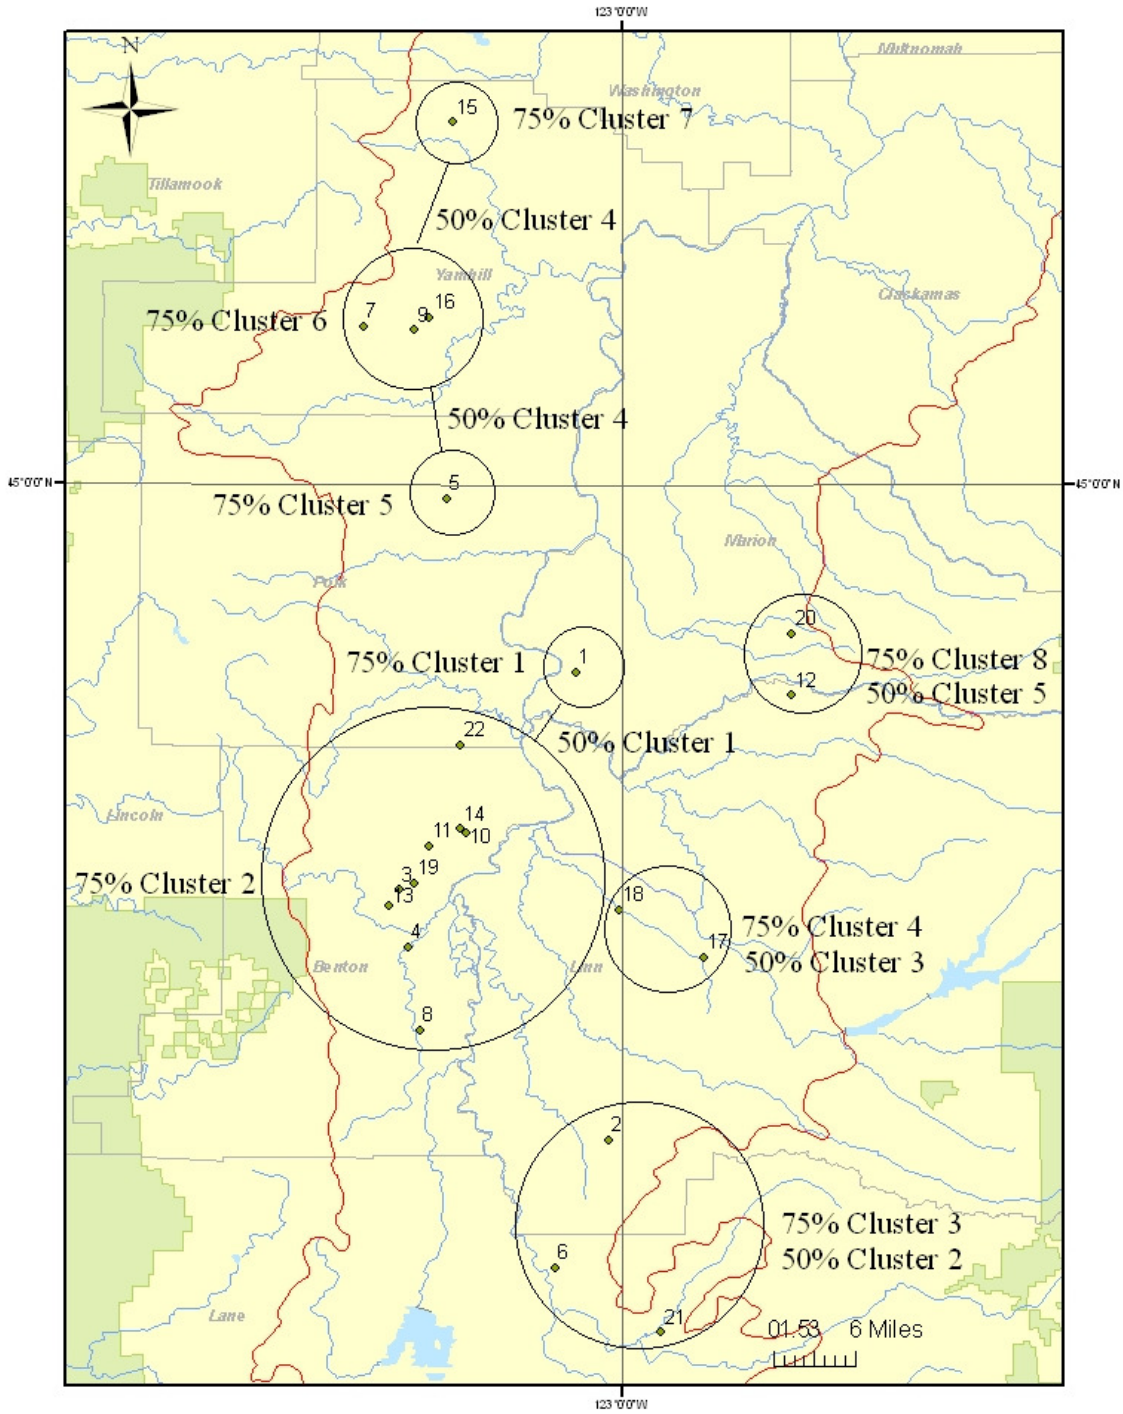 123°0'0"W
N
Multnomah
Washington
15
75% Cluster 7
Tillamook
50% Cluster 4
Yamhill
Clackamas
75% Cluster 6
7
9
16
50% Cluster 4
45°0'0"N
45°0'0"N
5
75% Cluster 5
Marion
Polk
20
75% Cluster 1
1
75% Cluster 8
12
50% Cluster 5
22
50% Cluster 1
Lincoln
14
11
10
19
3
75% Cluster 2
13
18
75% Cluster 4
4
17
50% Cluster 3
Benton
Linn
8
2
75% Cluster 3
6
50% Cluster 2
Lane
21
0 1.5 3 6 Miles
123°0'0"W